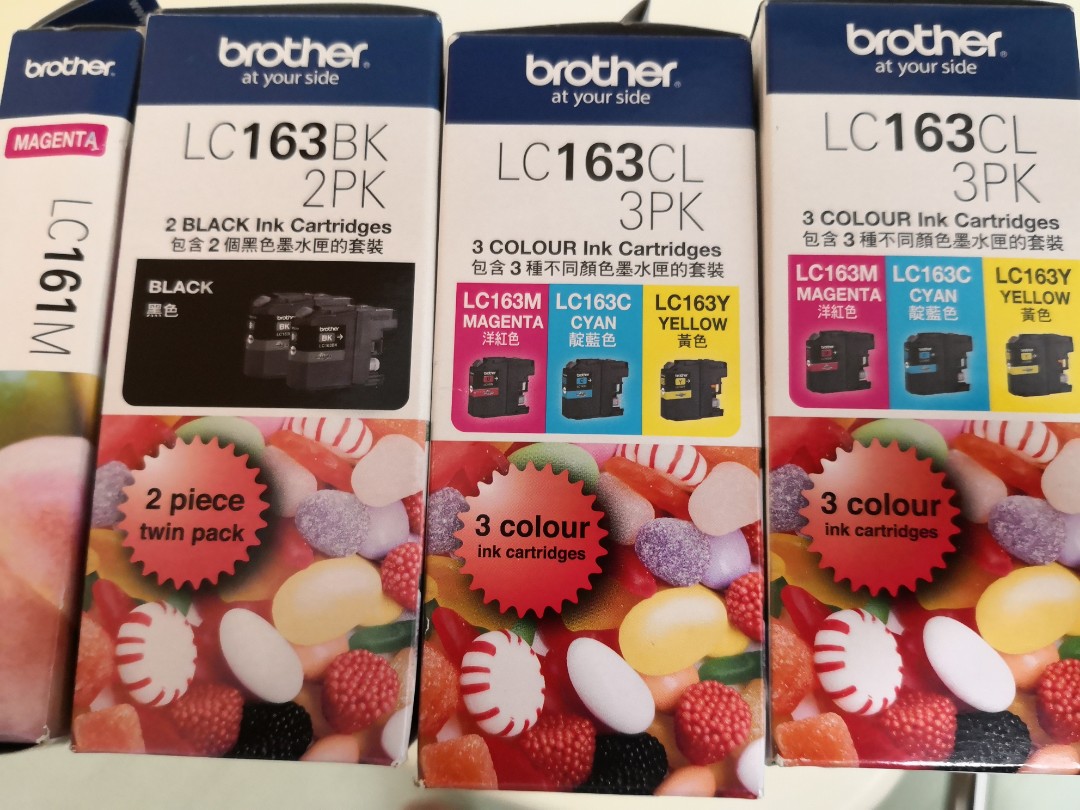 brother
MAGENTA
LC161M
brother
at your side
LC163BK
2PK
2 BLACK Ink Cartridges
包含2個黑色墨水匣的套裝
BLACK
黑色
brother
BK
brother
BK
2 piece
twin pack
brother
at your side
LC163CL
3PK
3 COLOUR Ink Cartridges
包含3種不同顏色墨水匣的套裝
LC163M
MAGENTA
洋紅色
LC163C
CYAN
靛藍色
LC163Y
YELLOW
黃色
3 colour
ink cartridges
brother
at your side
LC163CL
3PK
3 COLOUR Ink Cartridges
包含3種不同顏色墨水匣的套裝
LC163M
MAGENTA
洋紅色
LC163C
CYAN
靛藍色
LC163Y
YELLOW
黃色
3 colour
ink cartridges